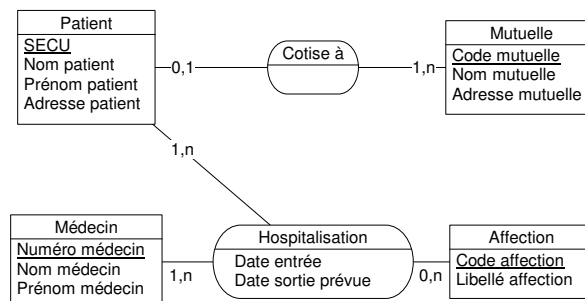 Patient
SECU
Nom patient
Prénom patient
Adresse patient
0,1
Cotise à
1,n
Mutuelle
Code mutuelle
Nom mutuelle
Adresse mutuelle
1,n
Médecin
Numéro médecin
Nom médecin
Prénom médecin
1,n
Hospitalisation
Date entrée
Date sortie prévue
0,n
Affection
Code affection
Libellé affection